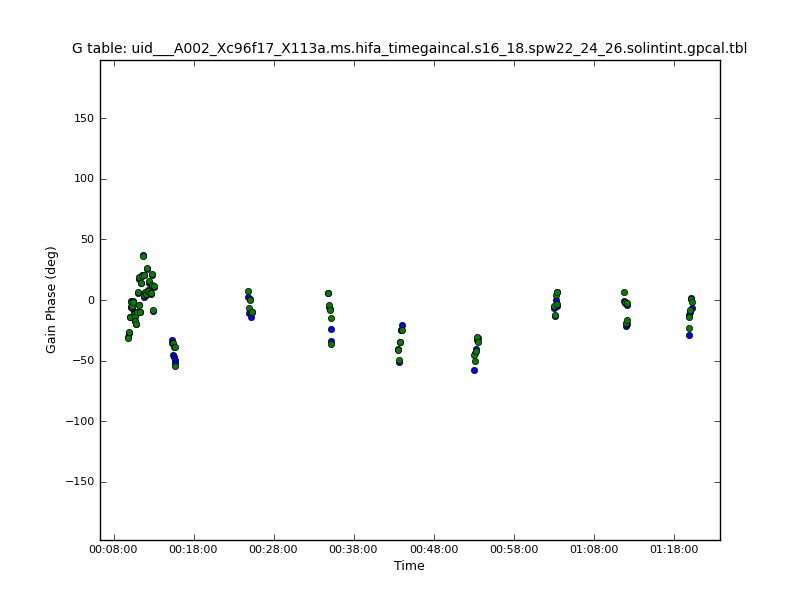 G table: uid___A002_Xc96f17_X113a.ms.hifa_timegaincal.s16_18.spw22_24_26.solintint.gpcal.tbl
150
100
50
0
−50
−100
−150
Gain Phase (deg)
00:08:00 00:18:00 00:28:00 00:38:00 00:48:00 00:58:00 01:08:00 01:18:00
Time